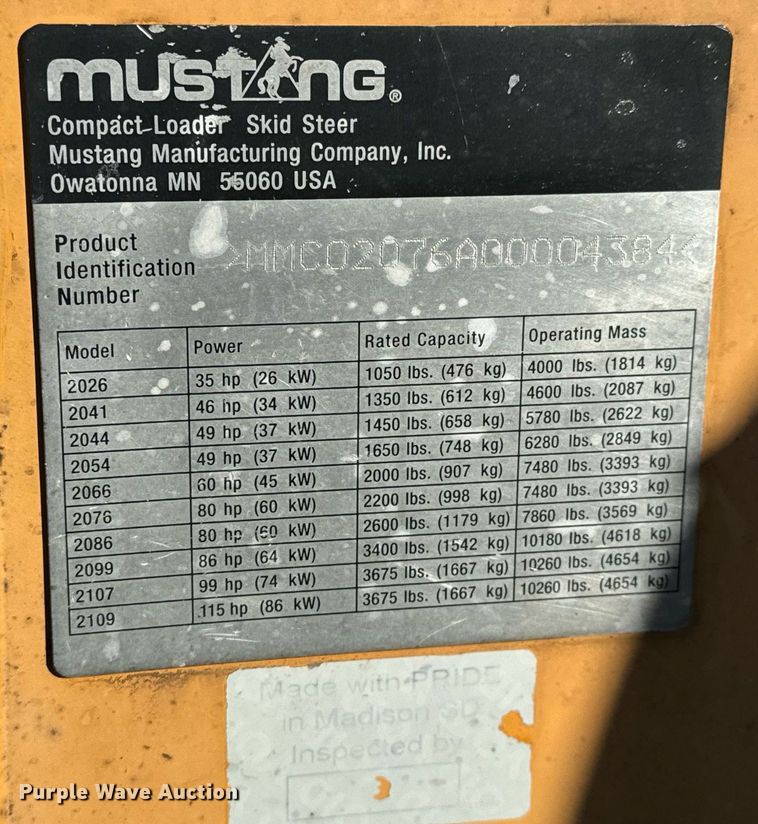 MUSTANG®
Compact Loader Skid Steer
Mustang Manufacturing Company, Inc.
Owatonna MN 55060 USA
Product
Identification
Number
>MMC02076A00004384<
Model Power Rated Capacity Operating Mass
2026 35 hp (26 kW) 1050 lbs. (476 kg) 4000 lbs. (1814 kg)
2041 46 hp (34 kW) 1350 lbs. (612 kg) 4600 lbs. (2087 kg)
2044 49 hp (37 kW) 1450 lbs. (658 kg) 5780 lbs. (2622 kg)
2054 49 hp (37 kW) 1650 lbs. (748 kg) 6280 lbs. (2849 kg)
2066 60 hp (45 kW) 2000 lbs. (907 kg) 7480 lbs. (3393 kg)
2076 80 hp (60 kW) 2200 lbs. (998 kg) 7480 lbs. (3393 kg)
2086 80 hp (60 kW) 2600 lbs. (1179 kg) 7860 lbs. (3569 kg)
2099 86 hp (64 kW) 3400 lbs. (1542 kg) 10180 lbs. (4618 kg)
2107 99 hp (74 kW) 3675 lbs. (1667 kg) 10260 lbs. (4654 kg)
2109 115 hp (86 kW) 3675 lbs. (1667 kg) 10260 lbs. (4654 kg)
Made with PRIDE
in Madison SD
Inspected by
Purple Wave Auction